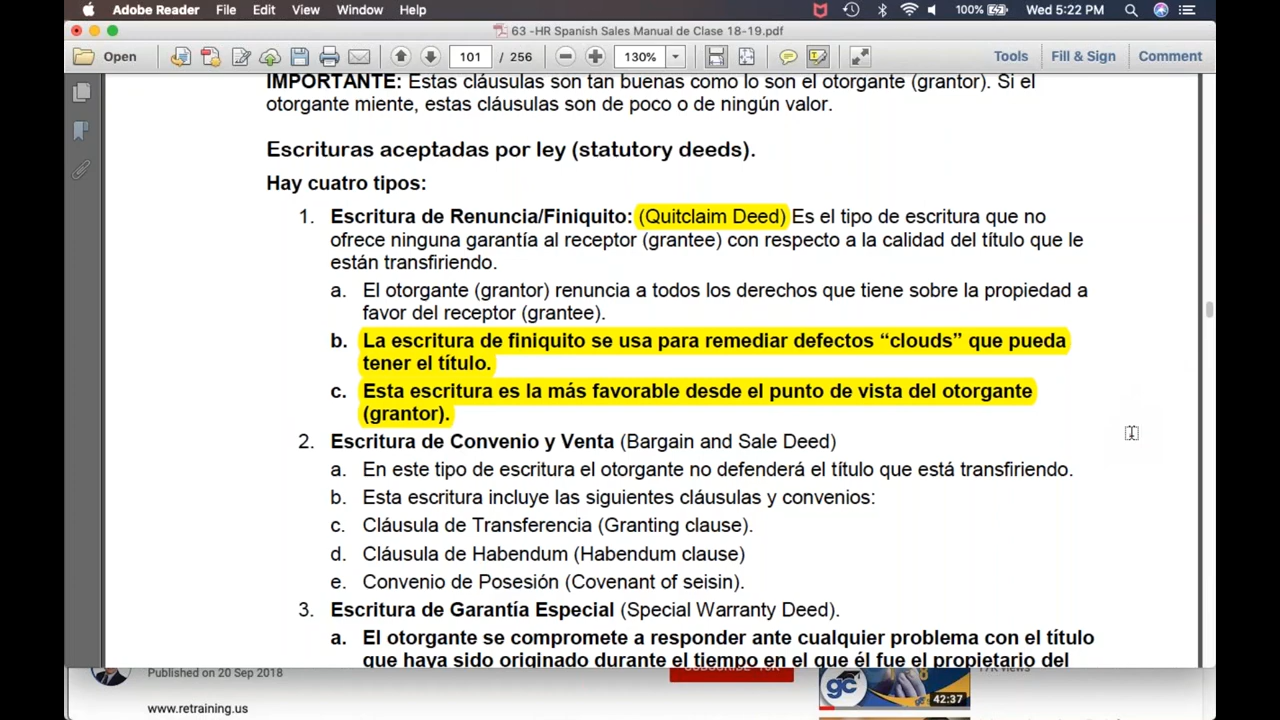 Adobe Reader File Edit View Window Help 100% Wed 5:22 PM
63 -HR Spanish Sales Manual de Clase 18-19.pdf
Open 101 / 256 130% Tools Fill & Sign Comment
IMPORTANTE: Estas cláusulas son tan buenas como lo son el otorgante (grantor). Si el
otorgante miente, estas cláusulas son de poco o de ningún valor.
Escrituras aceptadas por ley (statutory deeds).
Hay cuatro tipos:
1. Escritura de Renuncia/Finiquito: (Quitclaim Deed) Es el tipo de escritura que no
ofrece ninguna garantía al receptor (grantee) con respecto a la calidad del título que le
están transfiriendo.
a. El otorgante (grantor) renuncia a todos los derechos que tiene sobre la propiedad a
favor del receptor (grantee).
b. La escritura de finiquito se usa para remediar defectos “clouds” que pueda
tener el título.
c. Esta escritura es la más favorable desde el punto de vista del otorgante
(grantor).
2. Escritura de Convenio y Venta (Bargain and Sale Deed)
a. En este tipo de escritura el otorgante no defenderá el título que está transfiriendo.
b. Esta escritura incluye las siguientes cláusulas y convenios:
c. Cláusula de Transferencia (Granting clause).
d. Cláusula de Habendum (Habendum clause)
e. Convenio de Posesión (Covenant of seisin).
3. Escritura de Garantía Especial (Special Warranty Deed).
a. El otorgante se compromete a responder ante cualquier problema con el título
que haya sido originado durante el tiempo en el que él fue el propietario del
Published on 20 Sep 2018
views
gc 42:37
www.retraining.us